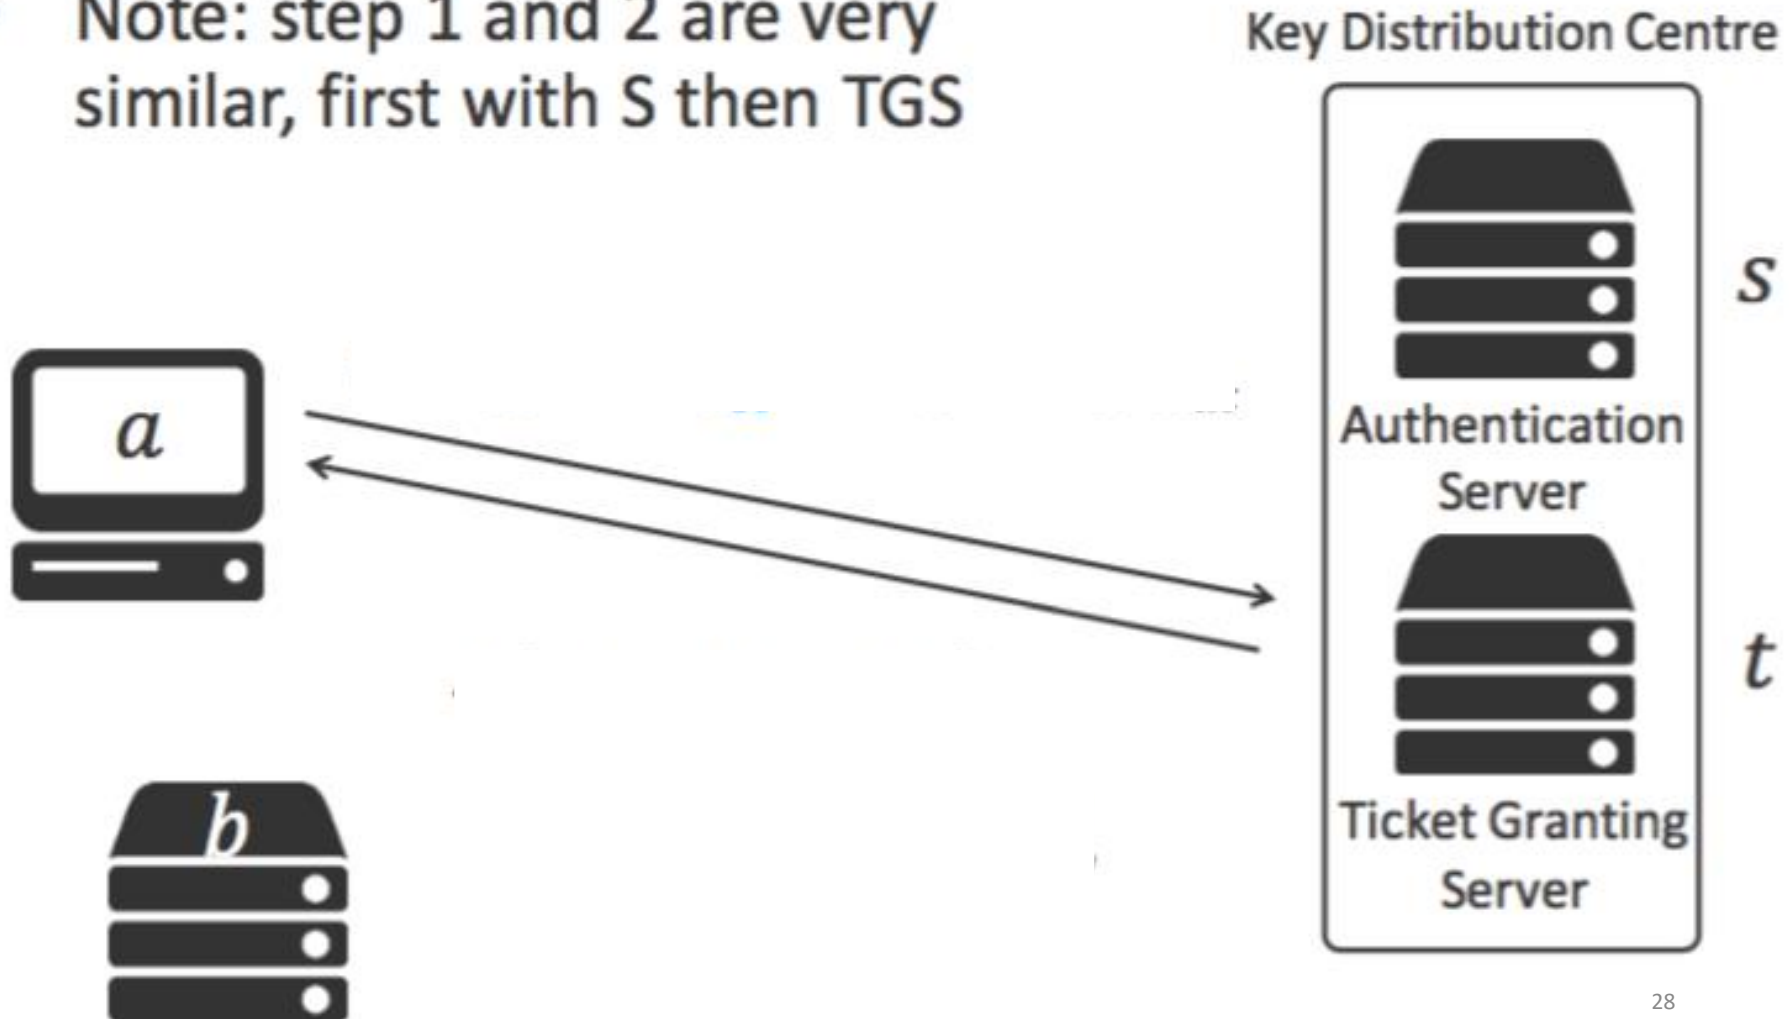 Note: step 1 and 2 are very
similar, first with S then TGS
Key Distribution Centre
s
a
Authentication
Server
t
b
Ticket Granting
Server
28